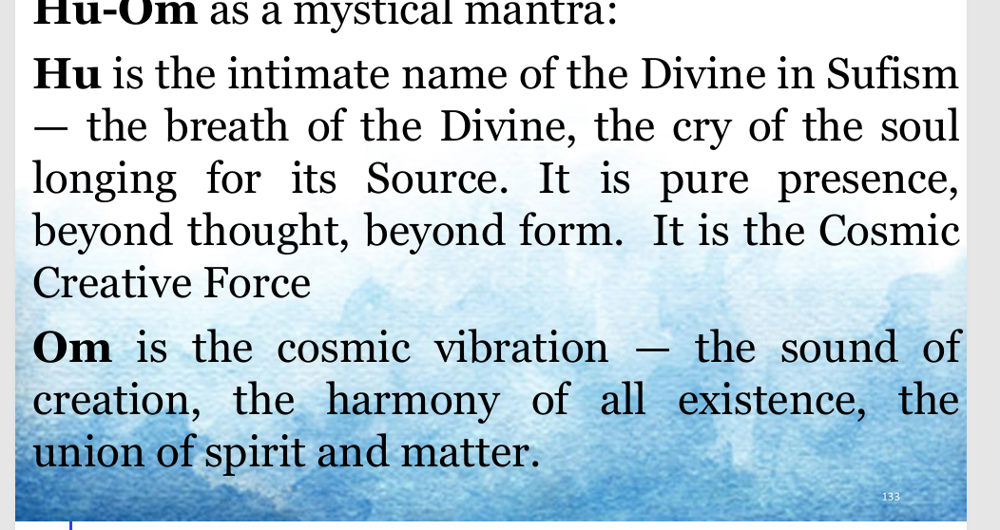 Hu-Om as a mystical mantra:
Hu is the intimate name of the Divine in Sufism
— the breath of the Divine, the cry of the soul
longing for its Source. It is pure presence,
beyond thought, beyond form.  It is the Cosmic
Creative Force
Om is the cosmic vibration — the sound of
creation, the harmony of all existence, the
union of spirit and matter.
133